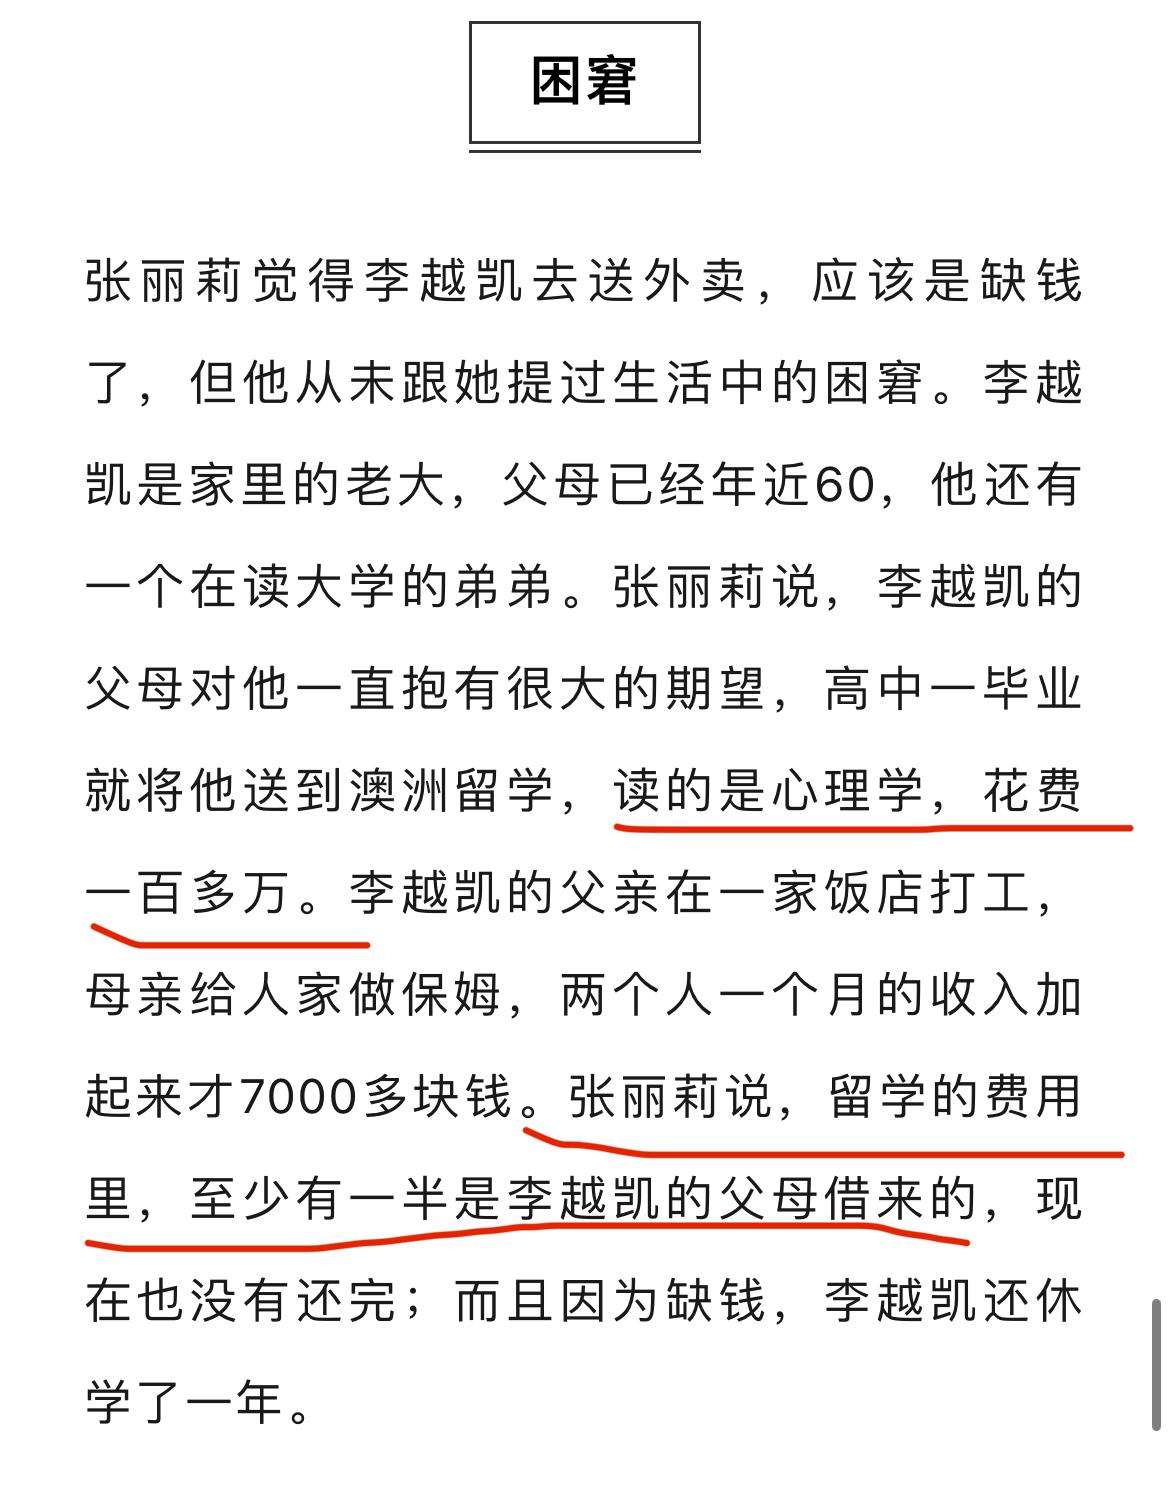 困窘
张丽莉觉得李越凯去送外卖，应该是缺钱
了，但他从未跟她提过生活中的困窘。李越
凯是家里的老大，父母已经年近60，他还有
一个在读大学的弟弟。张丽莉说，李越凯的
父母对他一直抱有很大的期望，高中一毕业
就将他送到澳洲留学，读的是心理学，花费
一百多万。李越凯的父亲在一家饭店打工，
母亲给人家做保姆，两个人一个月的收入加
起来才7000多块钱。张丽莉说，留学的费用
里，至少有一半是李越凯的父母借来的，现
在也没有还完；而且因为缺钱，李越凯还休
学了一年。